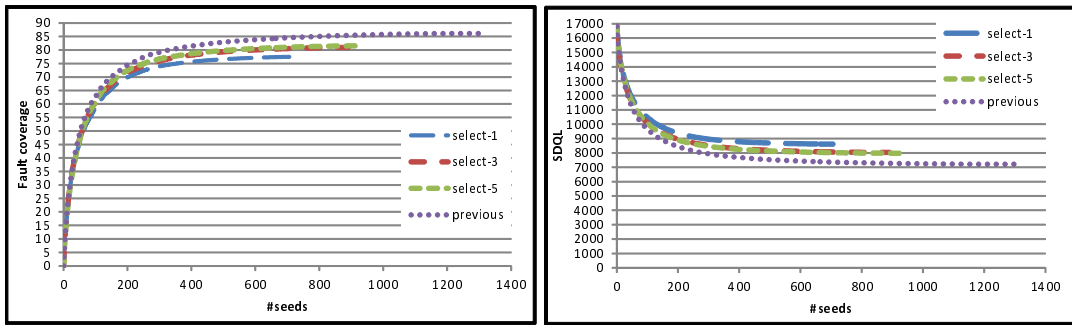 90
85
80
75
70
65
60
55
50
45
40
35
30
25
20
15
10
5
0
Fault coverage
0 200 400 600 800 1000 1200 1400
#seeds
select-1
select-3
select-5
previous
17000
16000
15000
14000
13000
12000
11000
10000
9000
8000
7000
6000
5000
4000
3000
2000
1000
0
SDQL
0 200 400 600 800 1000 1200 1400
#seeds
select-1
select-3
select-5
previous